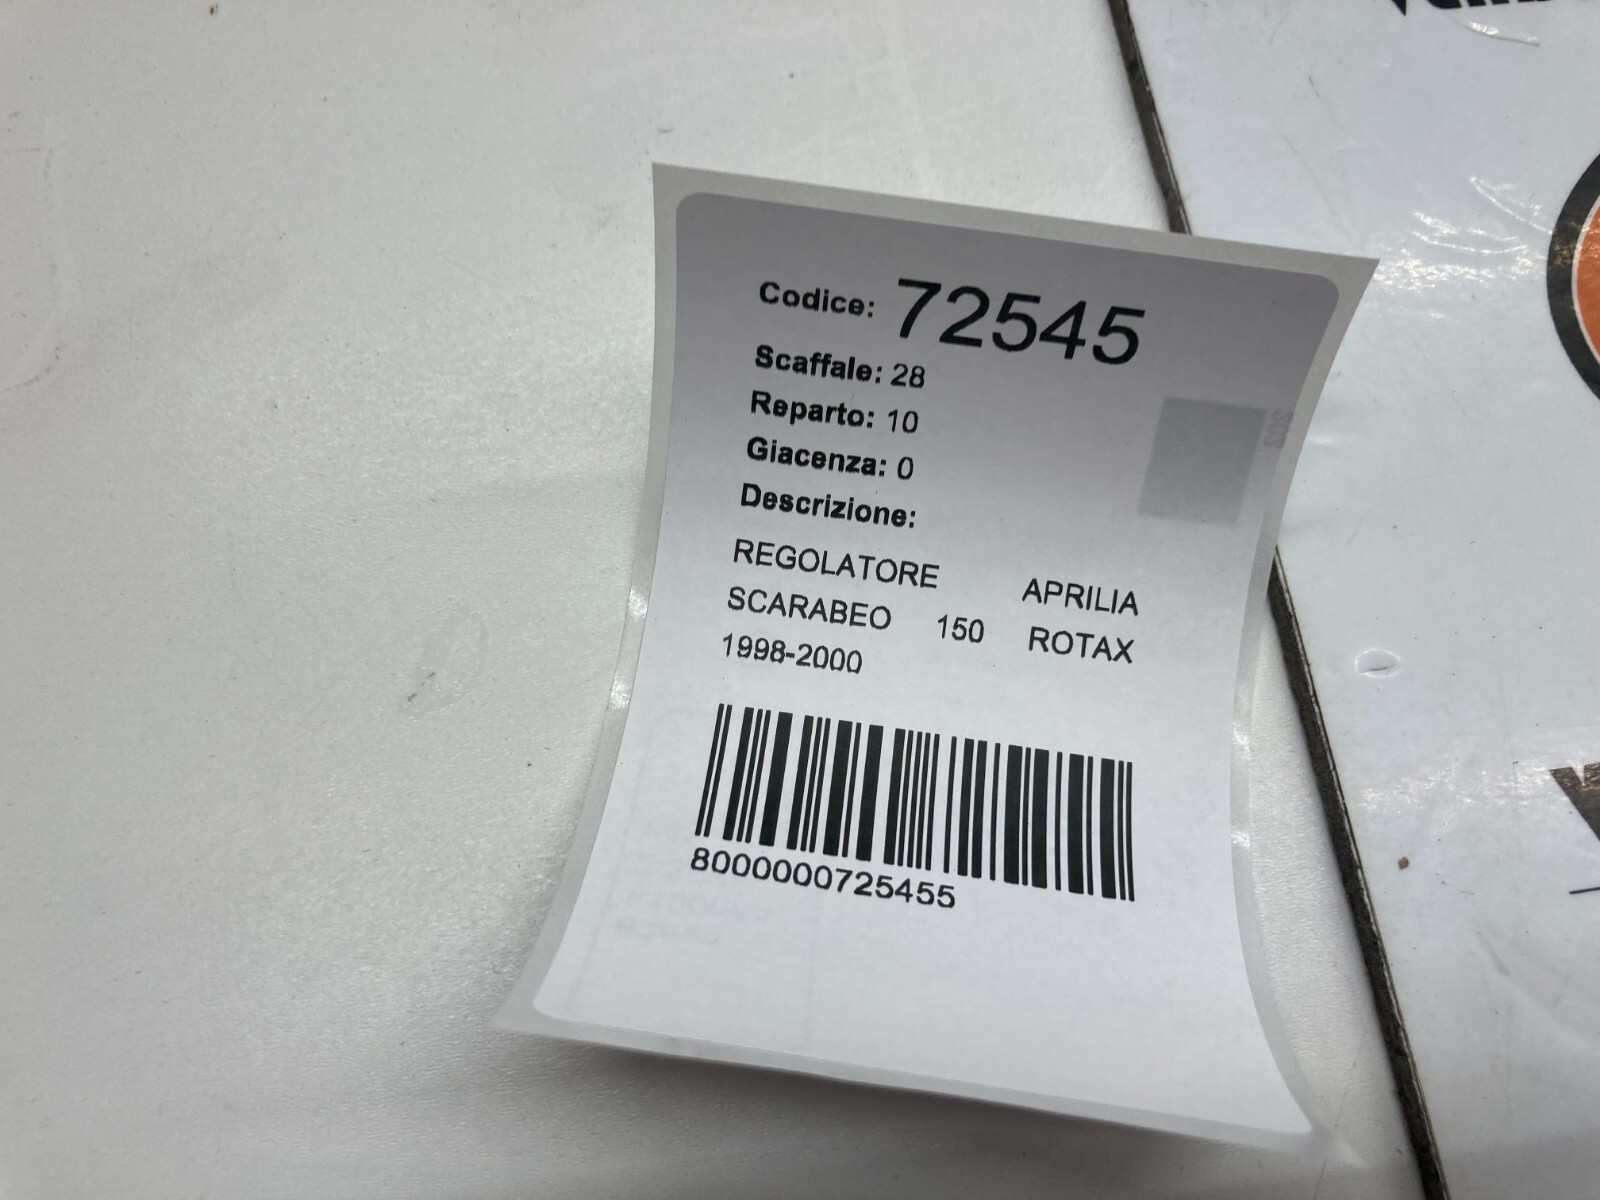 Codice: 72545
Scaffale: 28
Reparto: 10
Giacenza: 0
Descrizione:
REGOLATORE APRILIA
SCARABEO 150 ROTAX
1998-2000
8000000725455